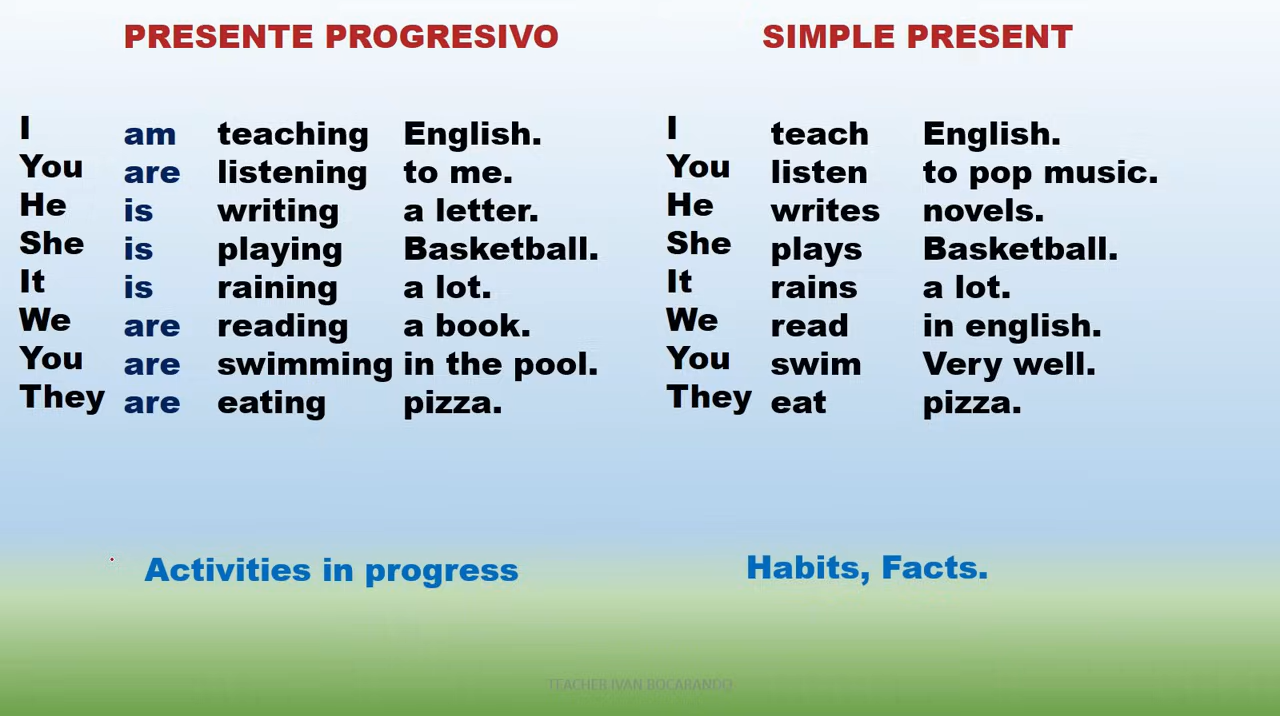 PRESENTE PROGRESIVO
I am teaching English.
You are listening to me.
He is writing a letter.
She is playing Basketball.
It is raining a lot.
We are reading a book.
You are swimming in the pool.
They are eating pizza.
Activities in progress
SIMPLE PRESENT
I teach English.
You listen to pop music.
He writes novels.
She plays Basketball.
It rains a lot.
We read in english.
You swim Very well.
They eat pizza.
Habits, Facts.
TEACHER IVAN BOCARANDO